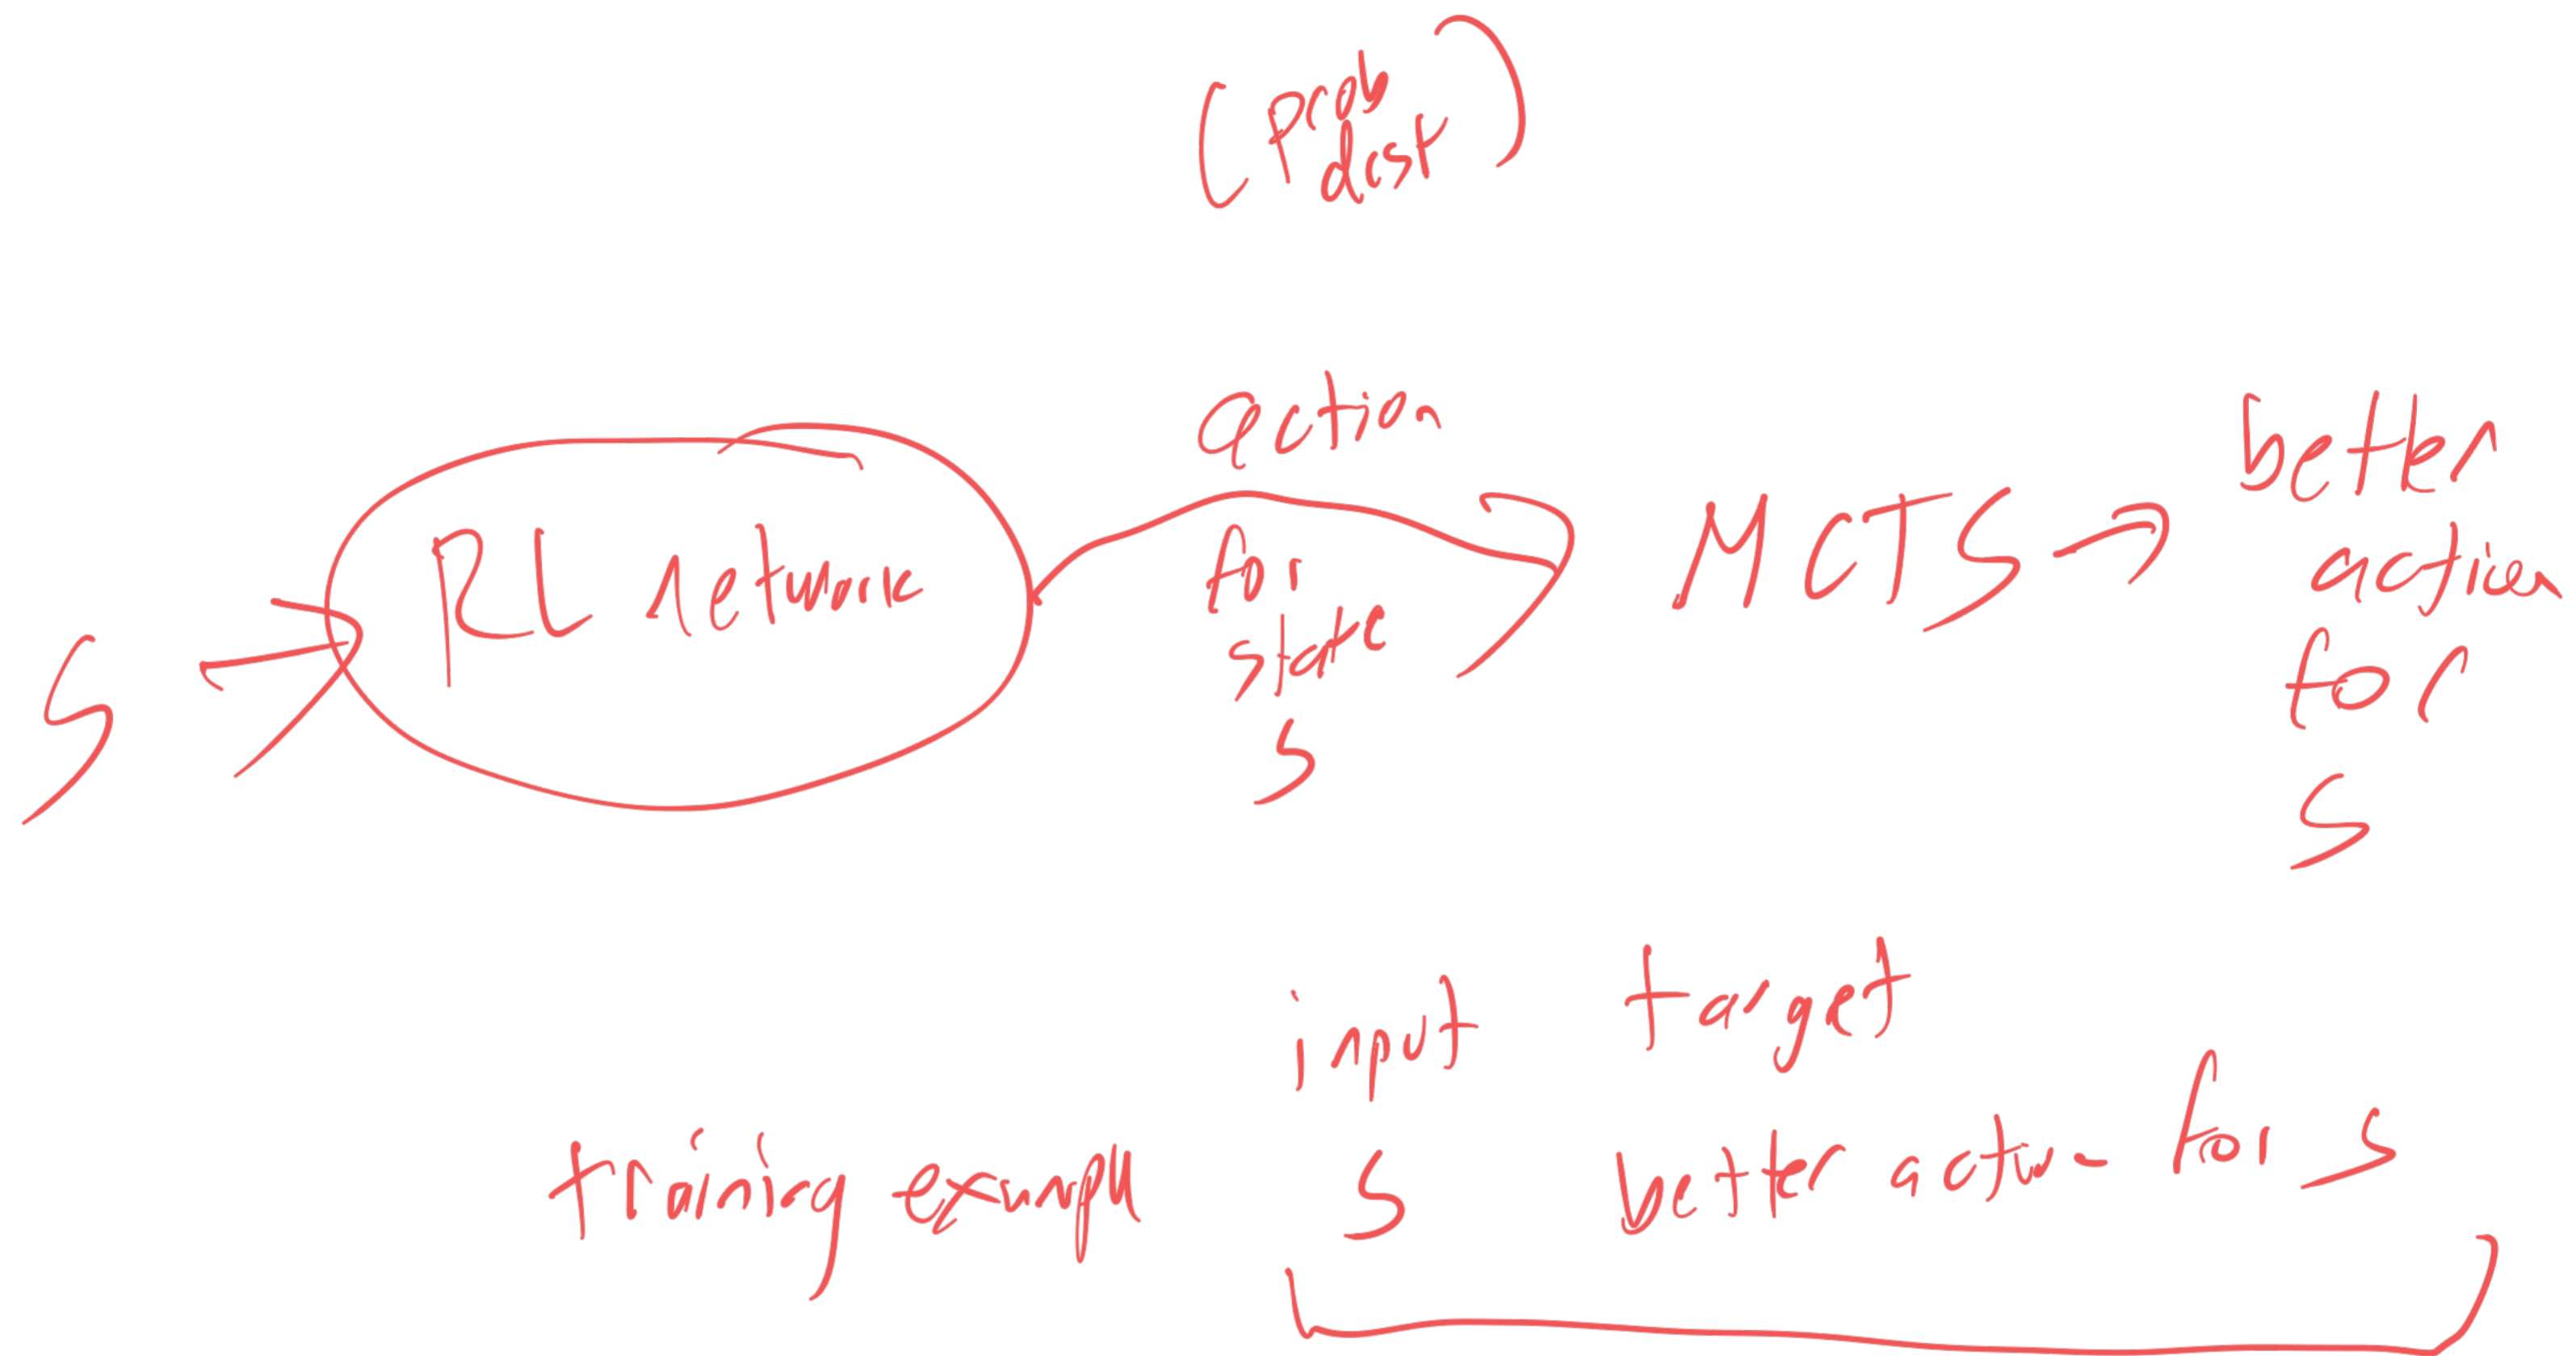 (prob
dist)
S
RL network
action
for
state
S
MCTS
better
action
for
S
input target
training example S better action for S